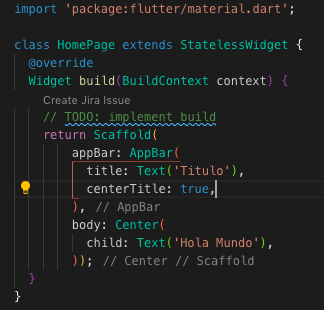 import 'package:flutter/material.dart';
class HomePage extends StatelessWidget {
@override
Widget build(BuildContext context) {
Create Jira Issue
// TODO: implement build
return Scaffold(
appBar: AppBar(
title: Text('Titulo'),
centerTitle: true,
), // AppBar
body: Center(
child: Text('Hola Mundo'),
)); // Center // Scaffold
}
}